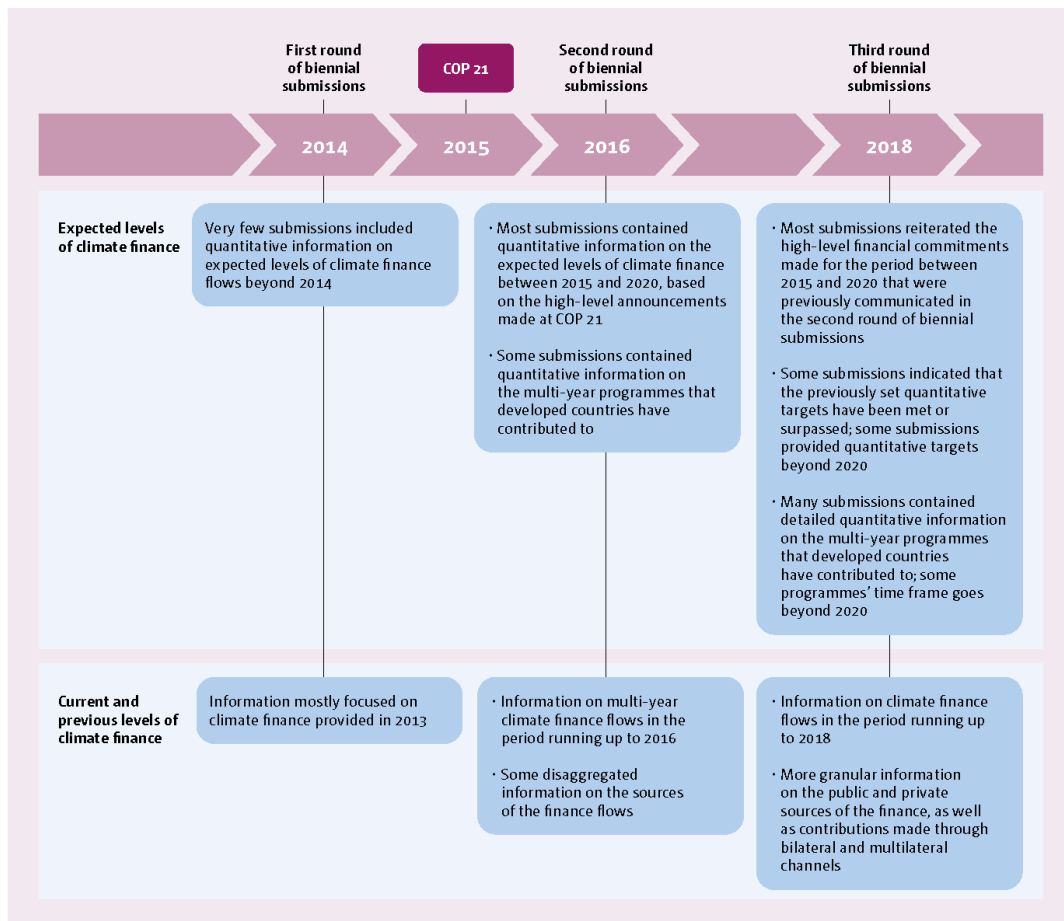 First round
of biennial
submissions
COP 21
Second round
of biennial
submissions
Third round
of biennial
submissions
2014
2015
2016
2018
Expected levels
of climate finance
Very few submissions included
quantitative information on
expected levels of climate finance
flows beyond 2014
· Most submissions contained
quantitative information on the
expected levels of climate finance
between 2015 and 2020, based
on the high-level announcements
made at COP 21
· Some submissions contained
quantitative information on
the multi-year programmes that
developed countries have
contributed to
· Most submissions reiterated the
high-level financial commitments
made for the period between
2015 and 2020 that were
previously communicated in
the second round of biennial
submissions
· Some submissions indicated that
the previously set quantitative
targets have been met or
surpassed; some submissions
provided quantitative targets
beyond 2020
· Many submissions contained
detailed quantitative information
on the multi-year programmes
that developed countries
have contributed to; some
programmes' time frame goes
beyond 2020
Current and
previous levels of
climate finance
Information mostly focused on
climate finance provided in 2013
· Information on multi-year
climate finance flows in the
period running up to 2016
· Some disaggregated
information on the sources
of the finance flows
· Information on climate finance
flows in the period running up
to 2018
· More granular information
on the public and private
sources of the finance, as well
as contributions made through
bilateral and multilateral
channels